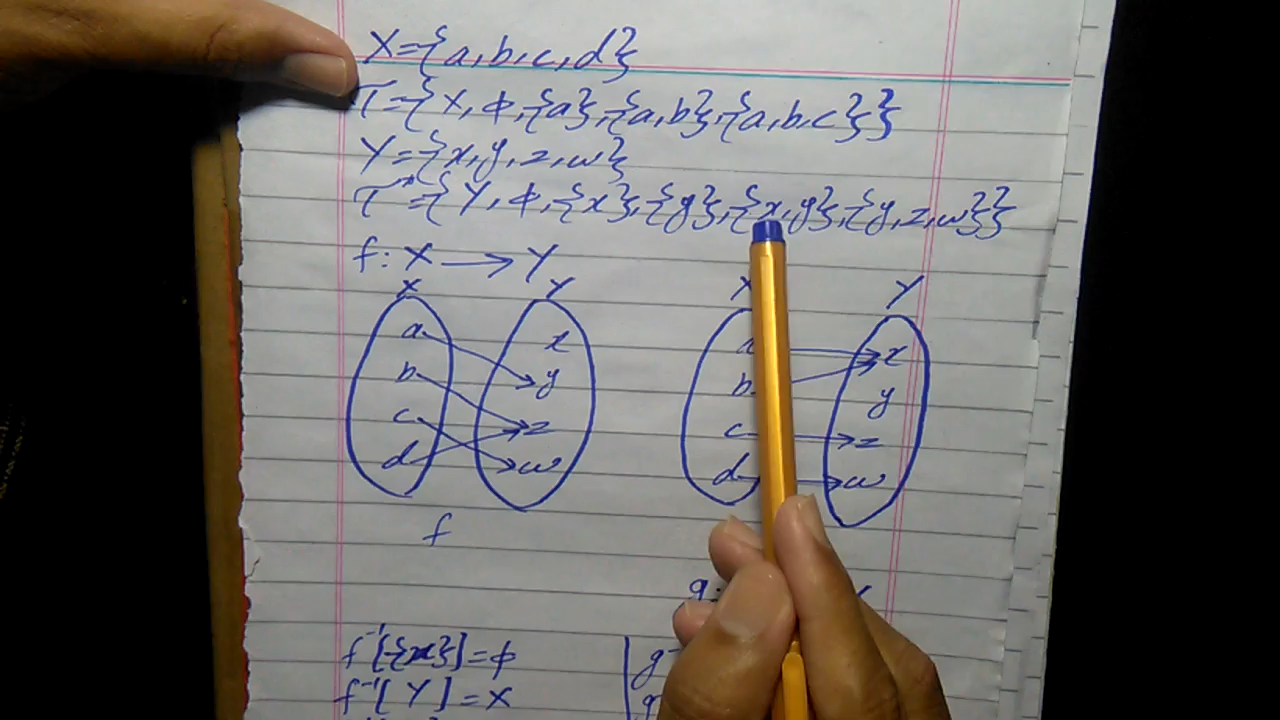 X={a,b,c,d}
τ={X,ϕ,{a},{a,b},{a,b,c}}
Y={x,y,z,w}
τ*={Y,ϕ,{x},{y},{x,y},{y,z,w}}
f: X ⟶ Y
X Y X Y
a x a x
b y b y
c z c z
d w d w
f
g:
f⁻¹[{x}]=ϕ g⁻
f⁻¹[Y]=X